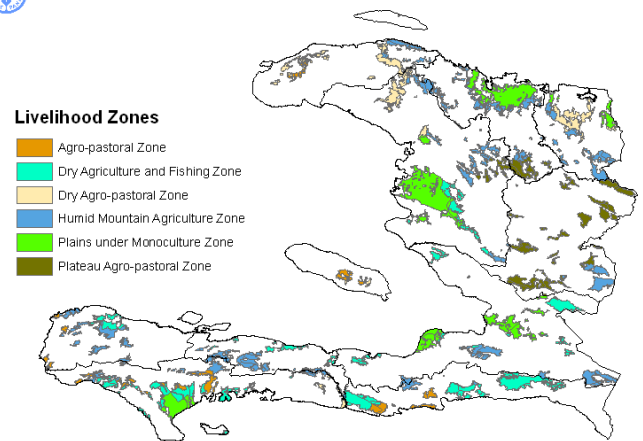 Livelihood Zones
Agro-pastoral Zone
Dry Agriculture and Fishing Zone
Dry Agro-pastoral Zone
Humid Mountain Agriculture Zone
Plains under Monoculture Zone
Plateau Agro-pastoral Zone